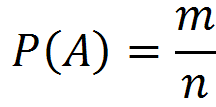 P(A) = m/n